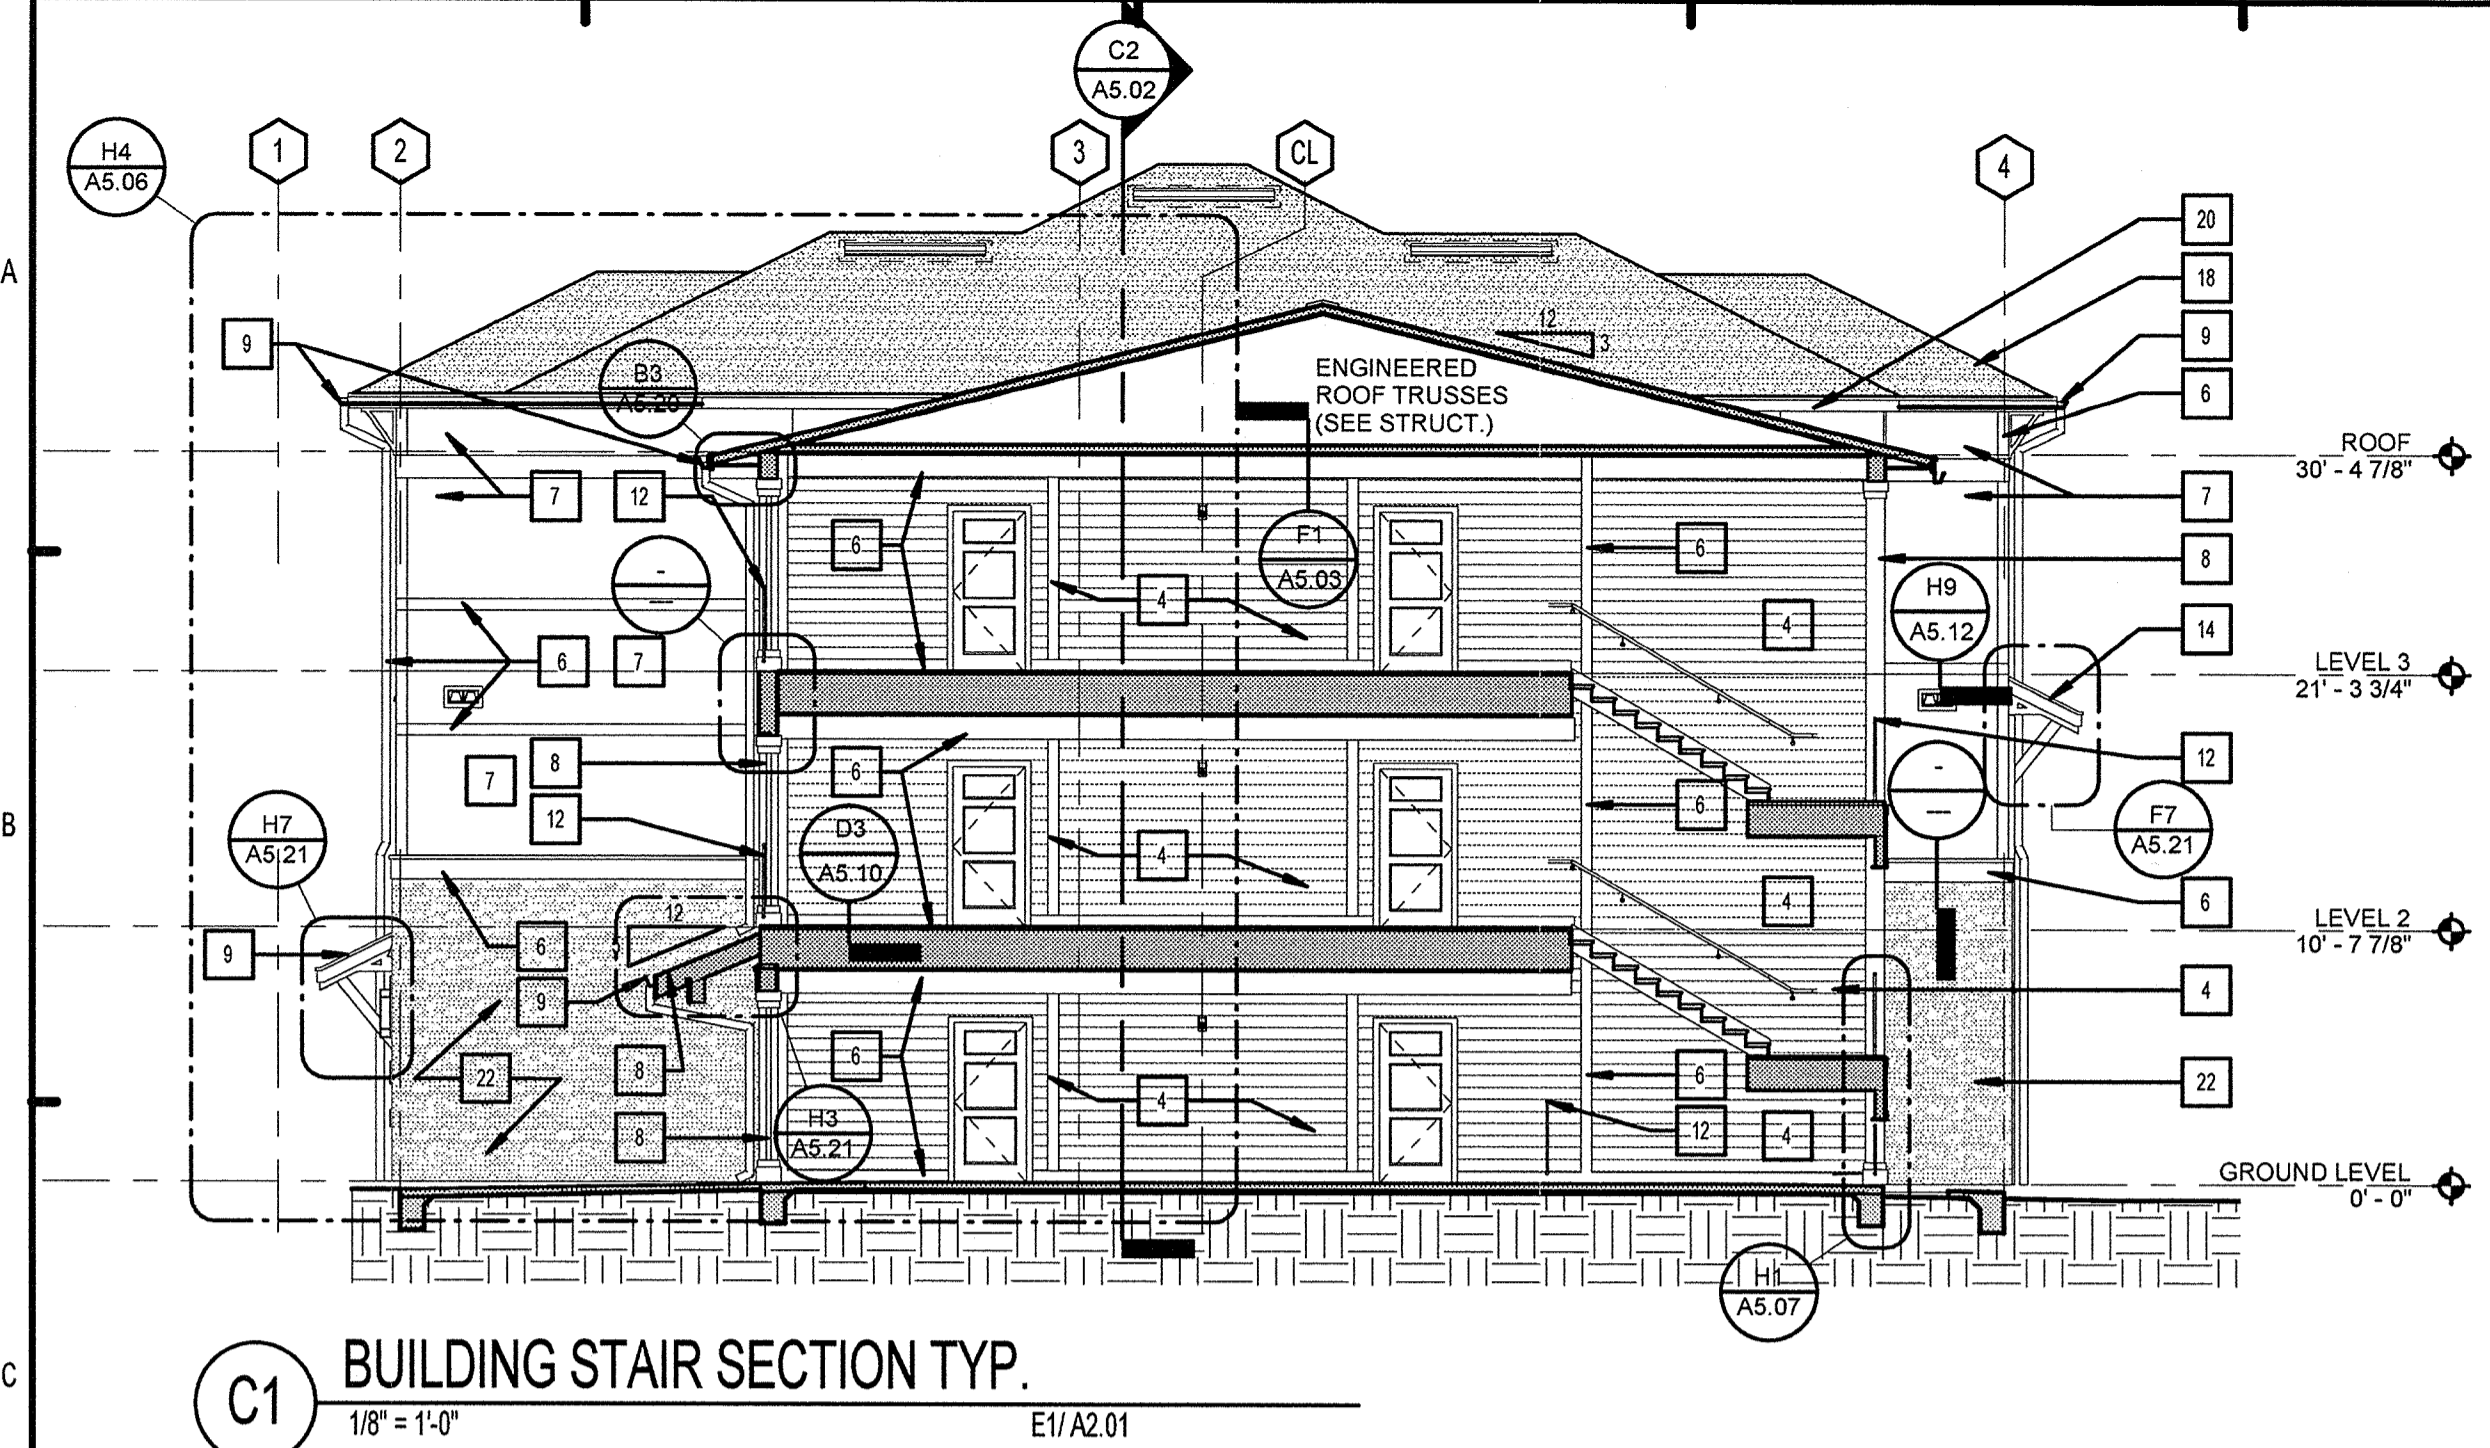 C2
A5.02
H4
A5.06
1
2
3
CL
4
A
20
18
9
9
6
B3
A5.20
12
3
ENGINEERED
ROOF TRUSSES
(SEE STRUCT.)
ROOF
30' - 4 7/8"
7
12
7
6
6
F1
A5.03
8
-
--
4
H9
A5.12
4
14
6
7
LEVEL 3
21' - 3 3/4"
8
7
6
12
6
-
--
12
B
H7
A5.21
D3
A5.10
4
F7
A5.21
4
6
12
LEVEL 2
10' - 7 7/8"
9
6
9
4
6
8
22
4
6
22
8
H3
A5.21
12
4
GROUND LEVEL
0' - 0"
H1
A5.07
C
C1
BUILDING STAIR SECTION TYP.
1/8" = 1'-0"
E1/ A2.01